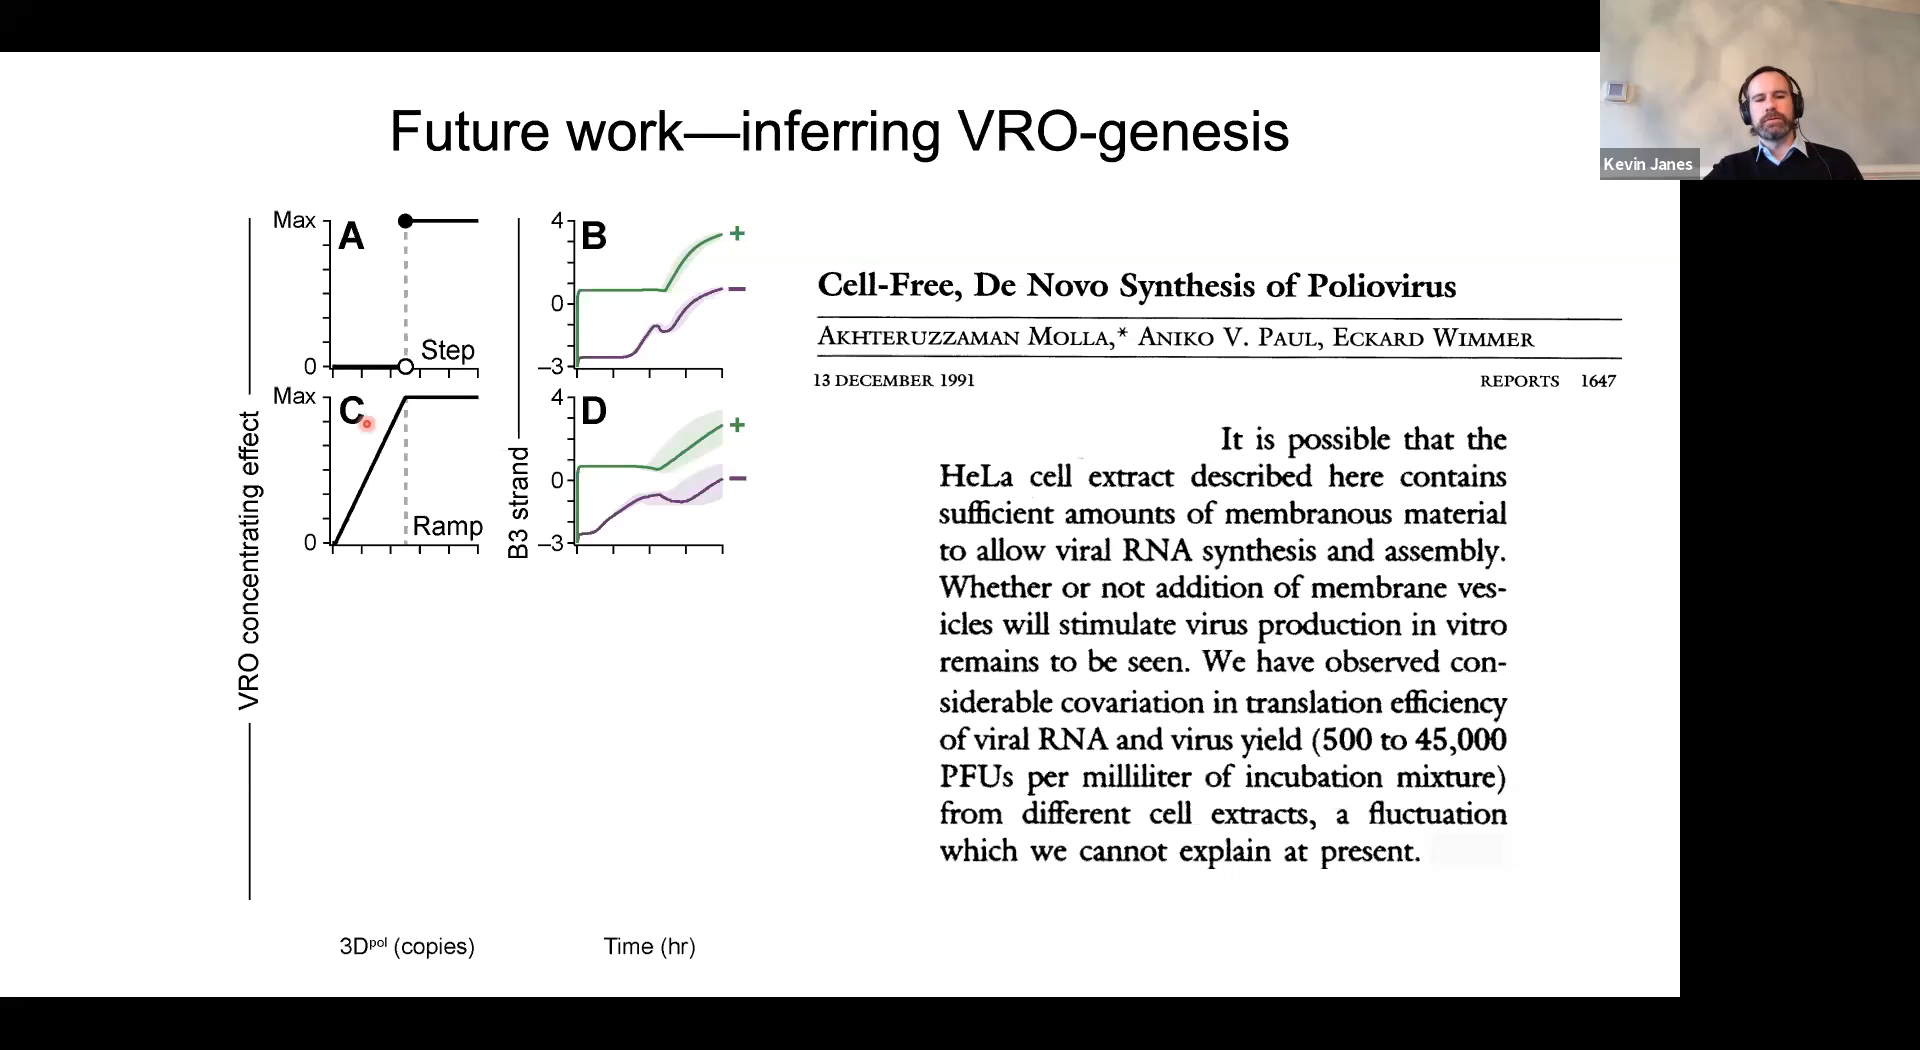 Future work—inferring VRO-genesis
Kevin Janes
VRO concentrating effect
Max
A
0
Step
Max
C
0
Ramp
3Dpol (copies)
B3 strand
4
B
+
0
−
–3
4
D
+
0
−
–3
Time (hr)
Cell-Free, De Novo Synthesis of Poliovirus
AKHTERUZZAMAN MOLLA,* ANIKO V. PAUL, ECKARD WIMMER
13 DECEMBER 1991
REPORTS 1647
It is possible that the
HeLa cell extract described here contains
sufficient amounts of membranous material
to allow viral RNA synthesis and assembly.
Whether or not addition of membrane ves-
icles will stimulate virus production in vitro
remains to be seen. We have observed con-
siderable covariation in translation efficiency
of viral RNA and virus yield (500 to 45,000
PFUs per milliliter of incubation mixture)
from different cell extracts, a fluctuation
which we cannot explain at present.